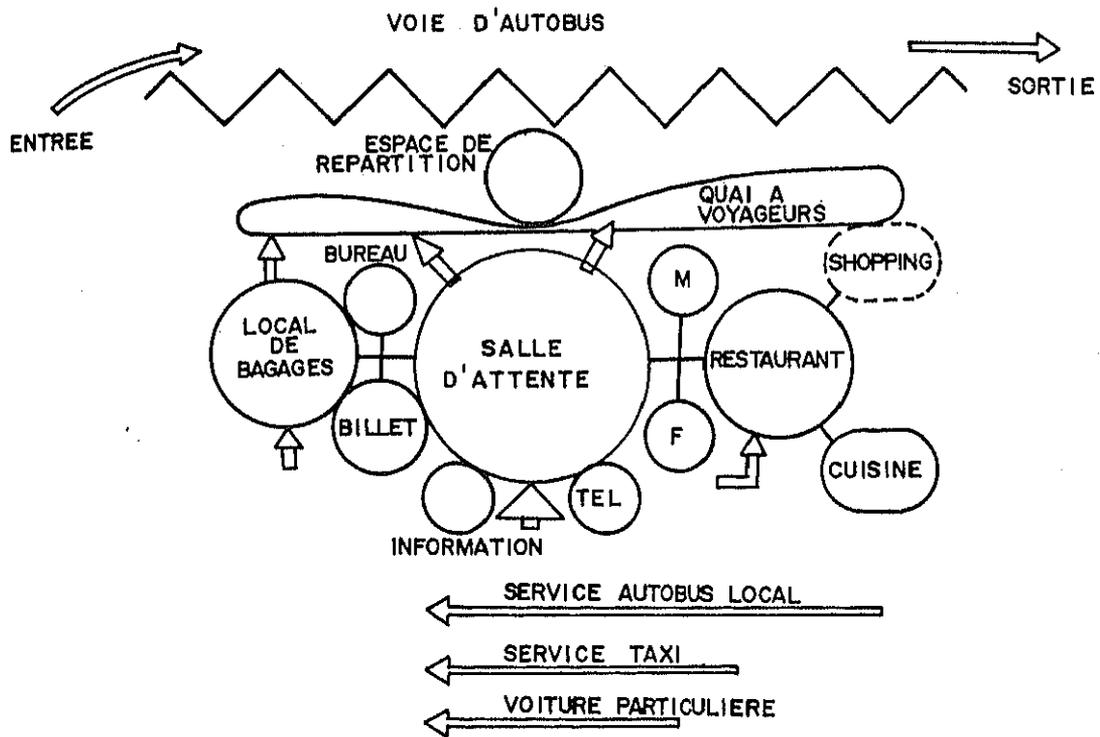 VOIE D'AUTOBUS
SORTIE
ENTREE
ESPACE DE
REPARTITION
QUAI A
VOYAGEURS
BUREAU
SHOPPING
M
LOCAL
DE
BAGAGES
SALLE
D'ATTENTE
RESTAURANT
BILLET
F
CUISINE
TEL
INFORMATION
SERVICE AUTOBUS LOCAL
SERVICE TAXI
VOITURE PARTICULIERE